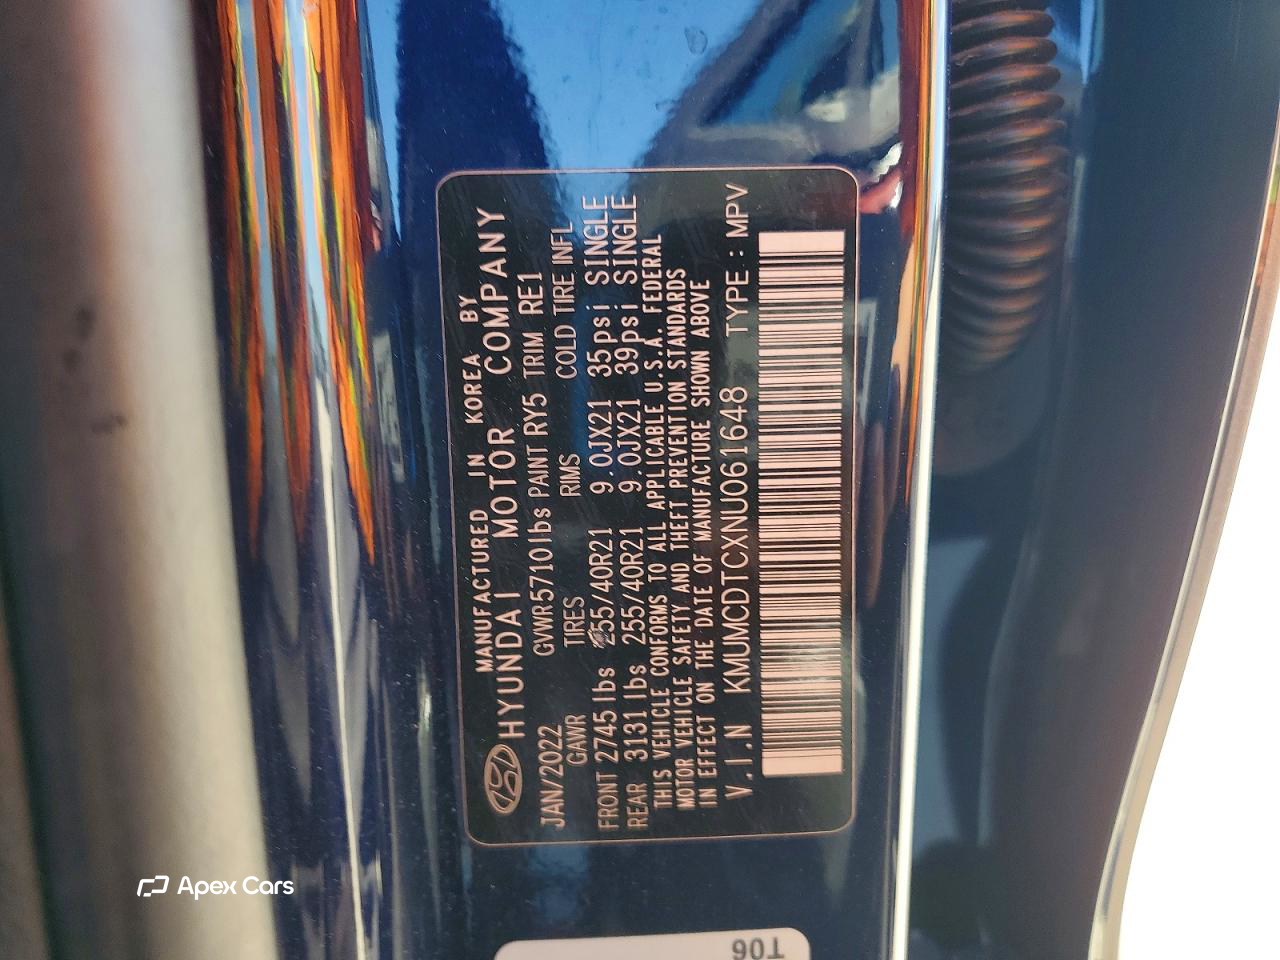 MANUFACTURED IN KOREA BY
HYUNDAI MOTOR COMPANY
JAN/2022 GVWR5710lbs PAINT RY5 TRIM RE1
GAWR TIRES RIMS COLD TIRE INFL
FRONT 2745 lbs 255/40R21 9.0JX21 35psi SINGLE
REAR 3131 lbs 255/40R21 9.0JX21 39psi SINGLE
THIS VEHICLE CONFORMS TO ALL APPLICABLE U.S.A. FEDERAL
MOTOR VEHICLE SAFETY AND THEFT PREVENTION STANDARDS
IN EFFECT ON THE DATE OF MANUFACTURE SHOWN ABOVE
V.I.N KMUMCDTCXNU061648 TYPE : MPV
Apex Cars
T06